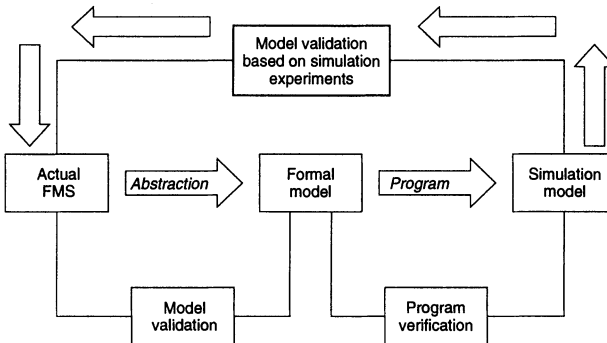 Model validation
based on simulation
experiments
Actual
FMS
Abstraction
Formal
model
Program
Simulation
model
Model
validation
Program
verification